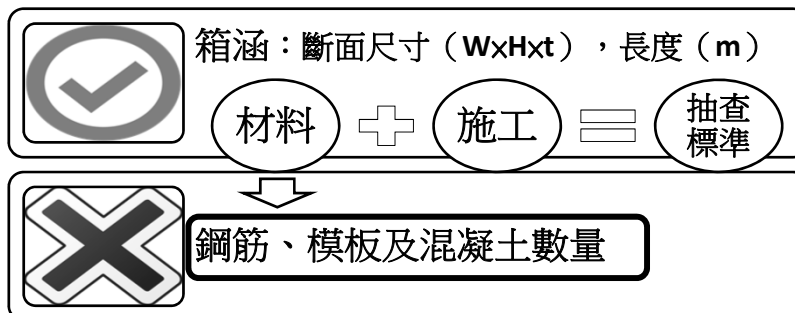 箱涵：斷面尺寸（WxHxt），長度（m）
材料
施工
抽查
標準
鋼筋、模板及混凝土數量